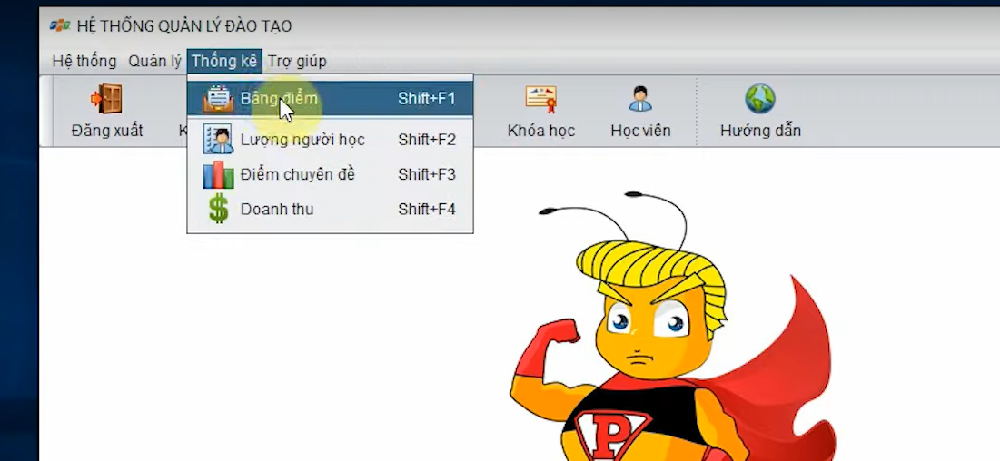 HỆ THỐNG QUẢN LÝ ĐÀO TẠO
Hệ thống Quản lý Thống kê Trợ giúp
Bảng điểm Shift+F1
Lượng người học Shift+F2
Điểm chuyên đề Shift+F3
Doanh thu Shift+F4
Đăng xuất K Khóa học Học viên Hướng dẫn
P